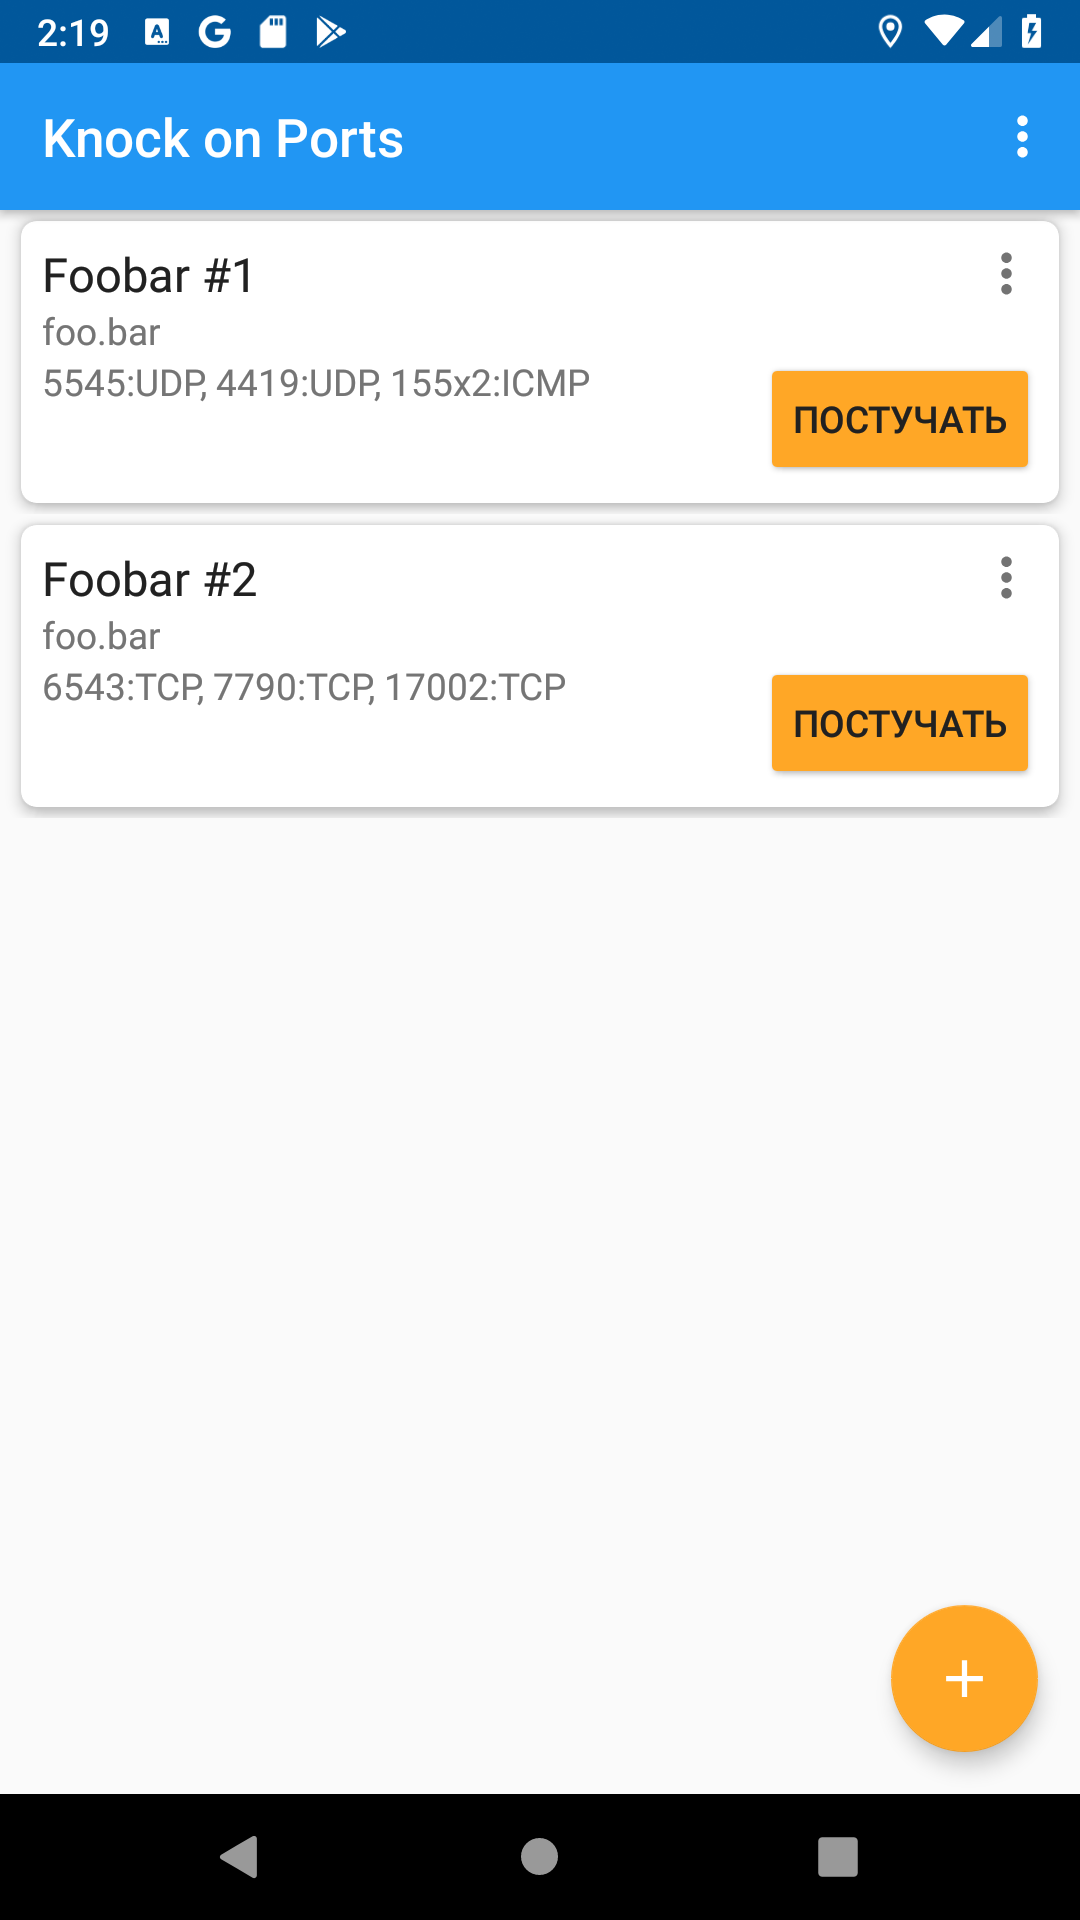 2:19
Knock on Ports
Foobar #1
foo.bar
5545:UDP, 4419:UDP, 155x2:ICMP
ПОСТУЧАТЬ
Foobar #2
foo.bar
6543:TCP, 7790:TCP, 17002:TCP
ПОСТУЧАТЬ